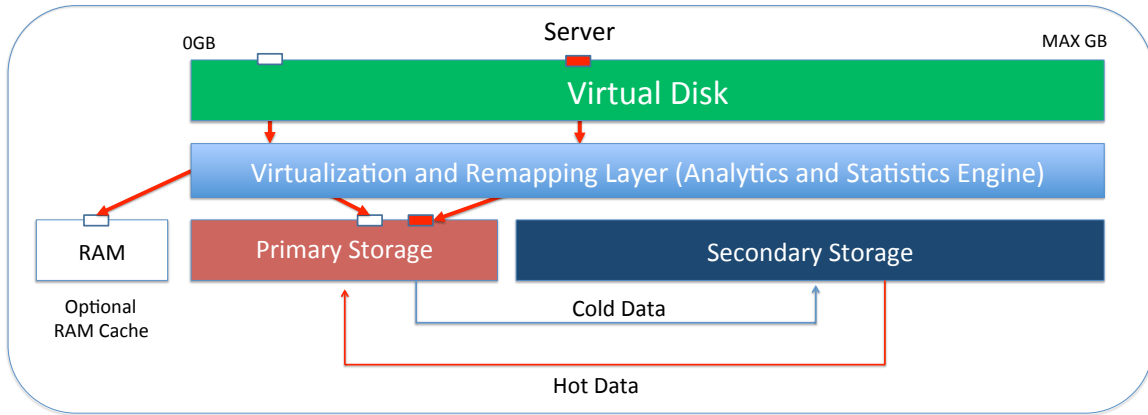 Server
0GB
MAX GB
Virtual Disk
Virtualization and Remapping Layer (Analytics and Statistics Engine)
RAM
Primary Storage
Secondary Storage
Optional
RAM Cache
Cold Data
Hot Data